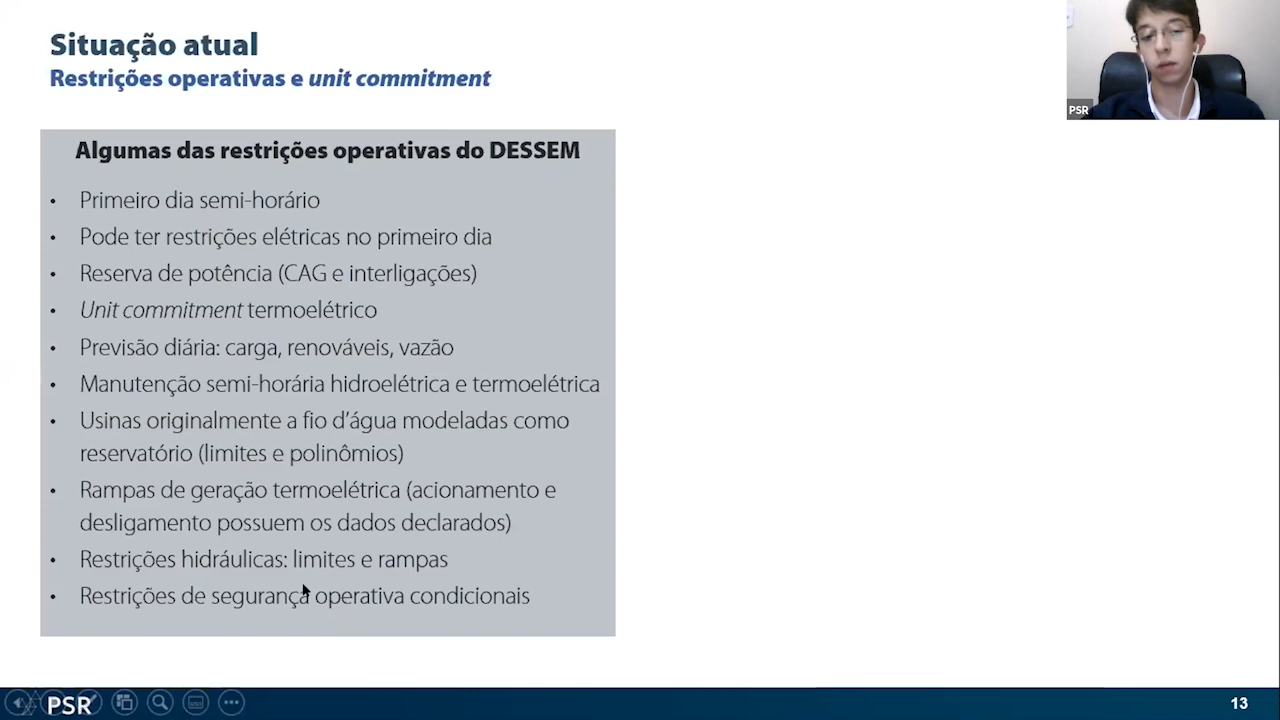 Situação atual
Restrições operativas e unit commitment
PSR
Algumas das restrições operativas do DESSEM
• Primeiro dia semi-horário
• Pode ter restrições elétricas no primeiro dia
• Reserva de potência (CAG e interligações)
• Unit commitment termoelétrico
• Previsão diária: carga, renováveis, vazão
• Manutenção semi-horária hidroelétrica e termoelétrica
• Usinas originalmente a fio d’água modeladas como
reservatório (limites e polinômios)
• Rampas de geração termoelétrica (acionamento e
desligamento possuem os dados declarados)
• Restrições hidráulicas: limites e rampas
• Restrições de segurança operativa condicionais
PSR
13